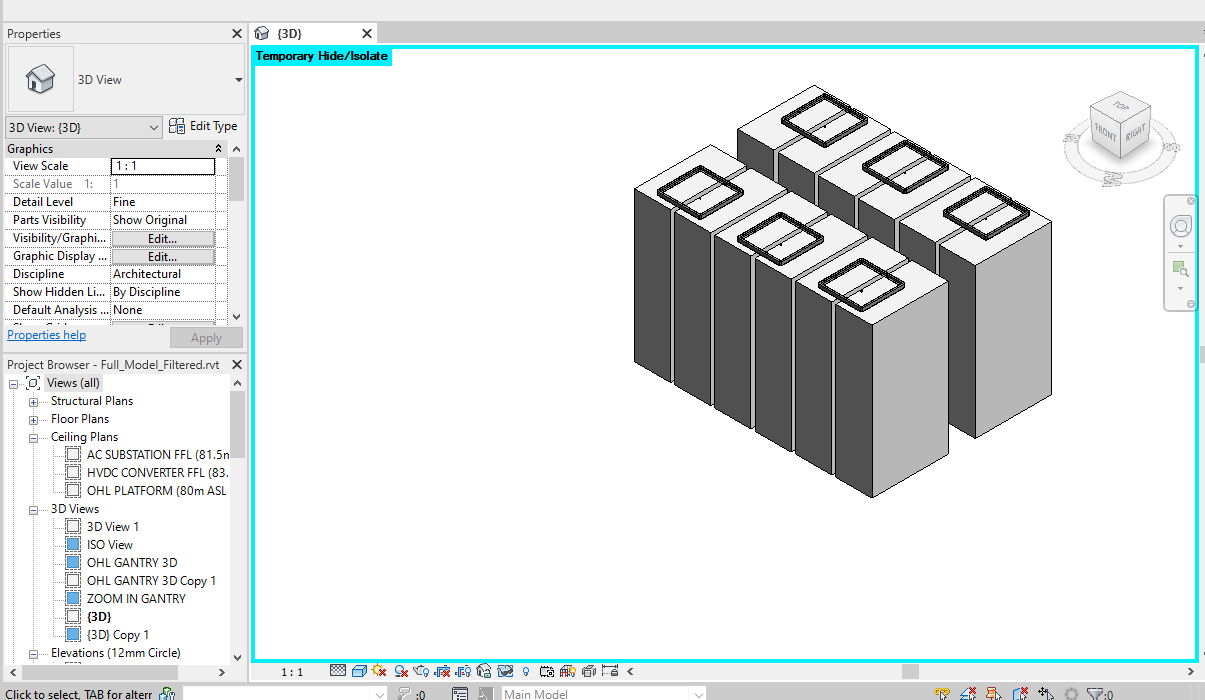 Properties
{3D}
Temporary Hide/Isolate
3D View
3D View: {3D}
Edit Type
Graphics
View Scale 1 : 1
Scale Value 1: 1
Detail Level Fine
Parts Visibility Show Original
Visibility/Graphi... Edit...
Graphic Display ... Edit...
Discipline Architectural
Show Hidden Li... By Discipline
Default Analysis ... None
Properties help
Apply
Project Browser - Full_Model_Filtered.rvt
Views (all)
Structural Plans
Floor Plans
Ceiling Plans
AC SUBSTATION FFL (81.5m
HVDC CONVERTER FFL (83.
OHL PLATFORM (80m ASL
3D Views
3D View 1
ISO View
OHL GANTRY 3D
OHL GANTRY 3D Copy 1
ZOOM IN GANTRY
{3D}
{3D} Copy 1
Elevations (12mm Circle)
TOP
FRONT
RIGHT
1 : 1
Click to select, TAB for altern
:0
Main Model
:0